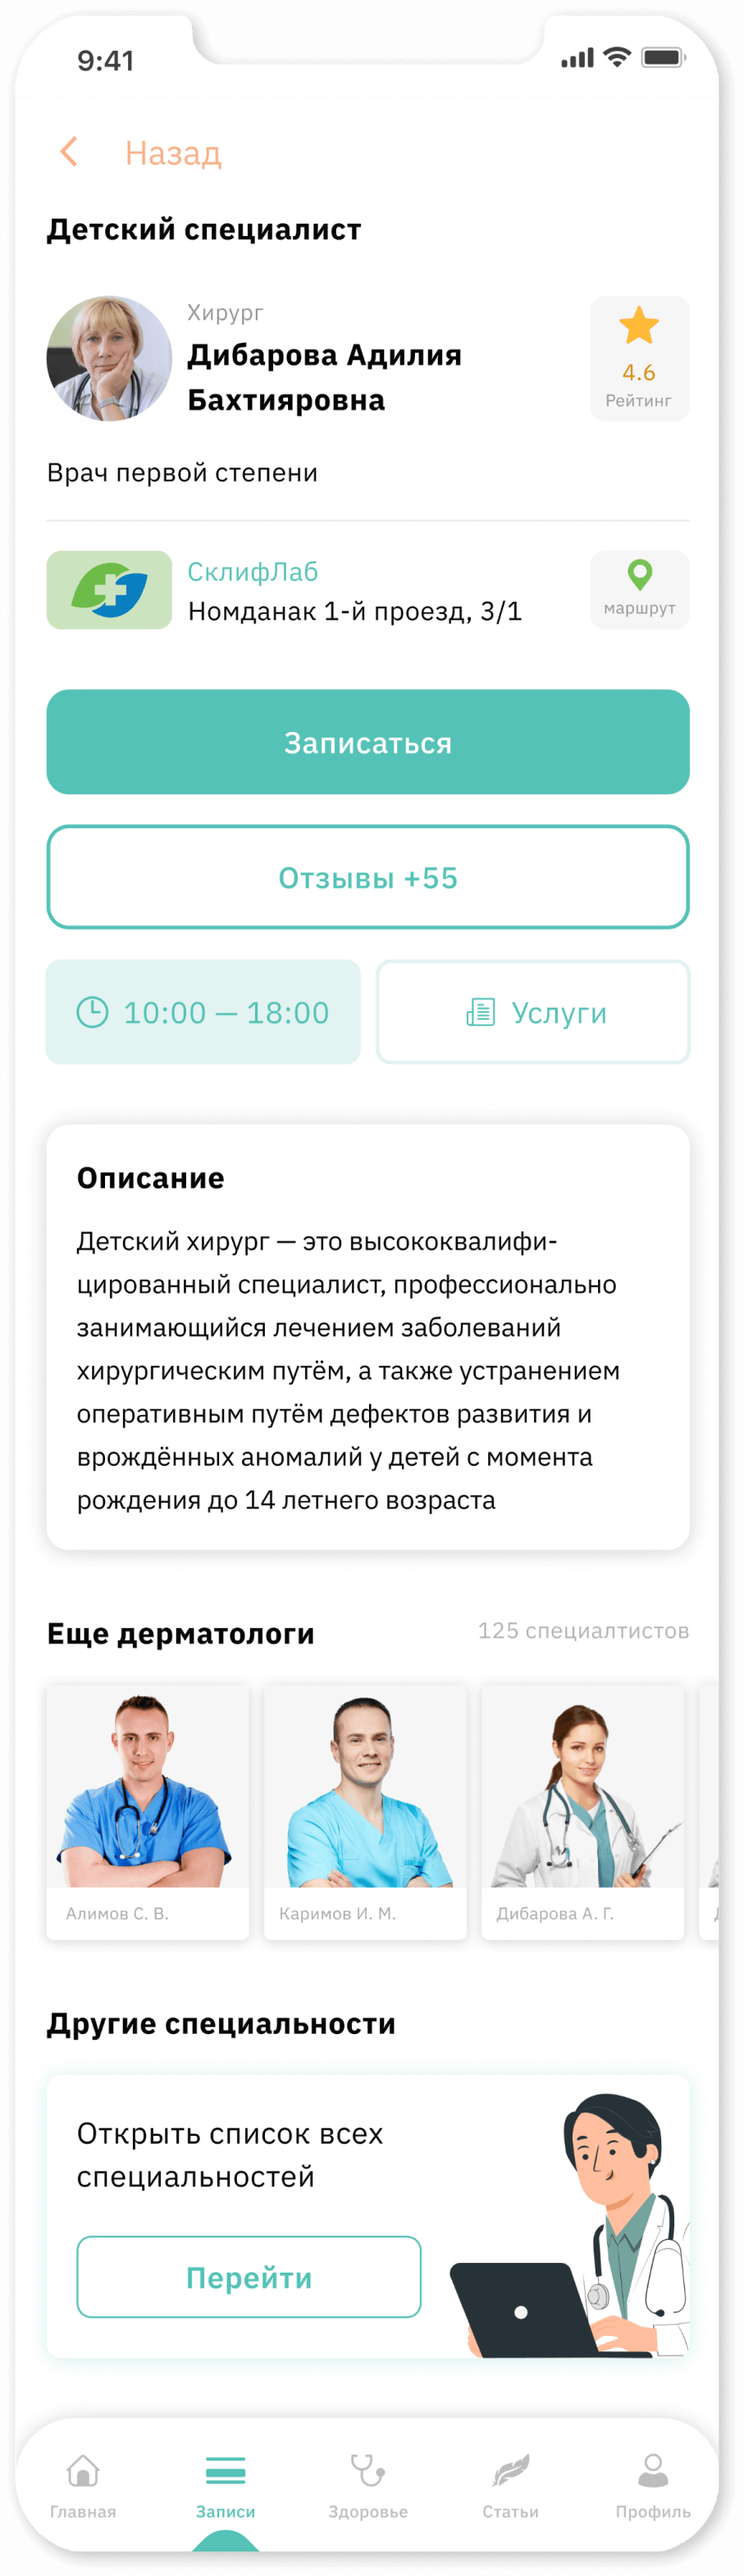 9:41
Назад
Детский специалист
Хирург
Дибарова Адилия
Бахтияровна
4.6
Рейтинг
Врач первой степени
СклифЛаб
Номданак 1-й проезд, 3/1
маршрут
Записаться
Отзывы +55
10:00 — 18:00
Услуги
Описание
Детский хирург — это высококвалифи-
цированный специалист, профессионально
занимающийся лечением заболеваний
хирургическим путём, а также устранением
оперативным путём дефектов развития и
врождённых аномалий у детей с момента
рождения до 14 летнего возраста
Еще дерматологи
125 специалтистов
Алимов С. В.
Каримов И. М.
Дибарова А. Г.
Другие специальности
Открыть список всех
специальностей
Перейти
Главная
Записи
Здоровье
Статьи
Профиль